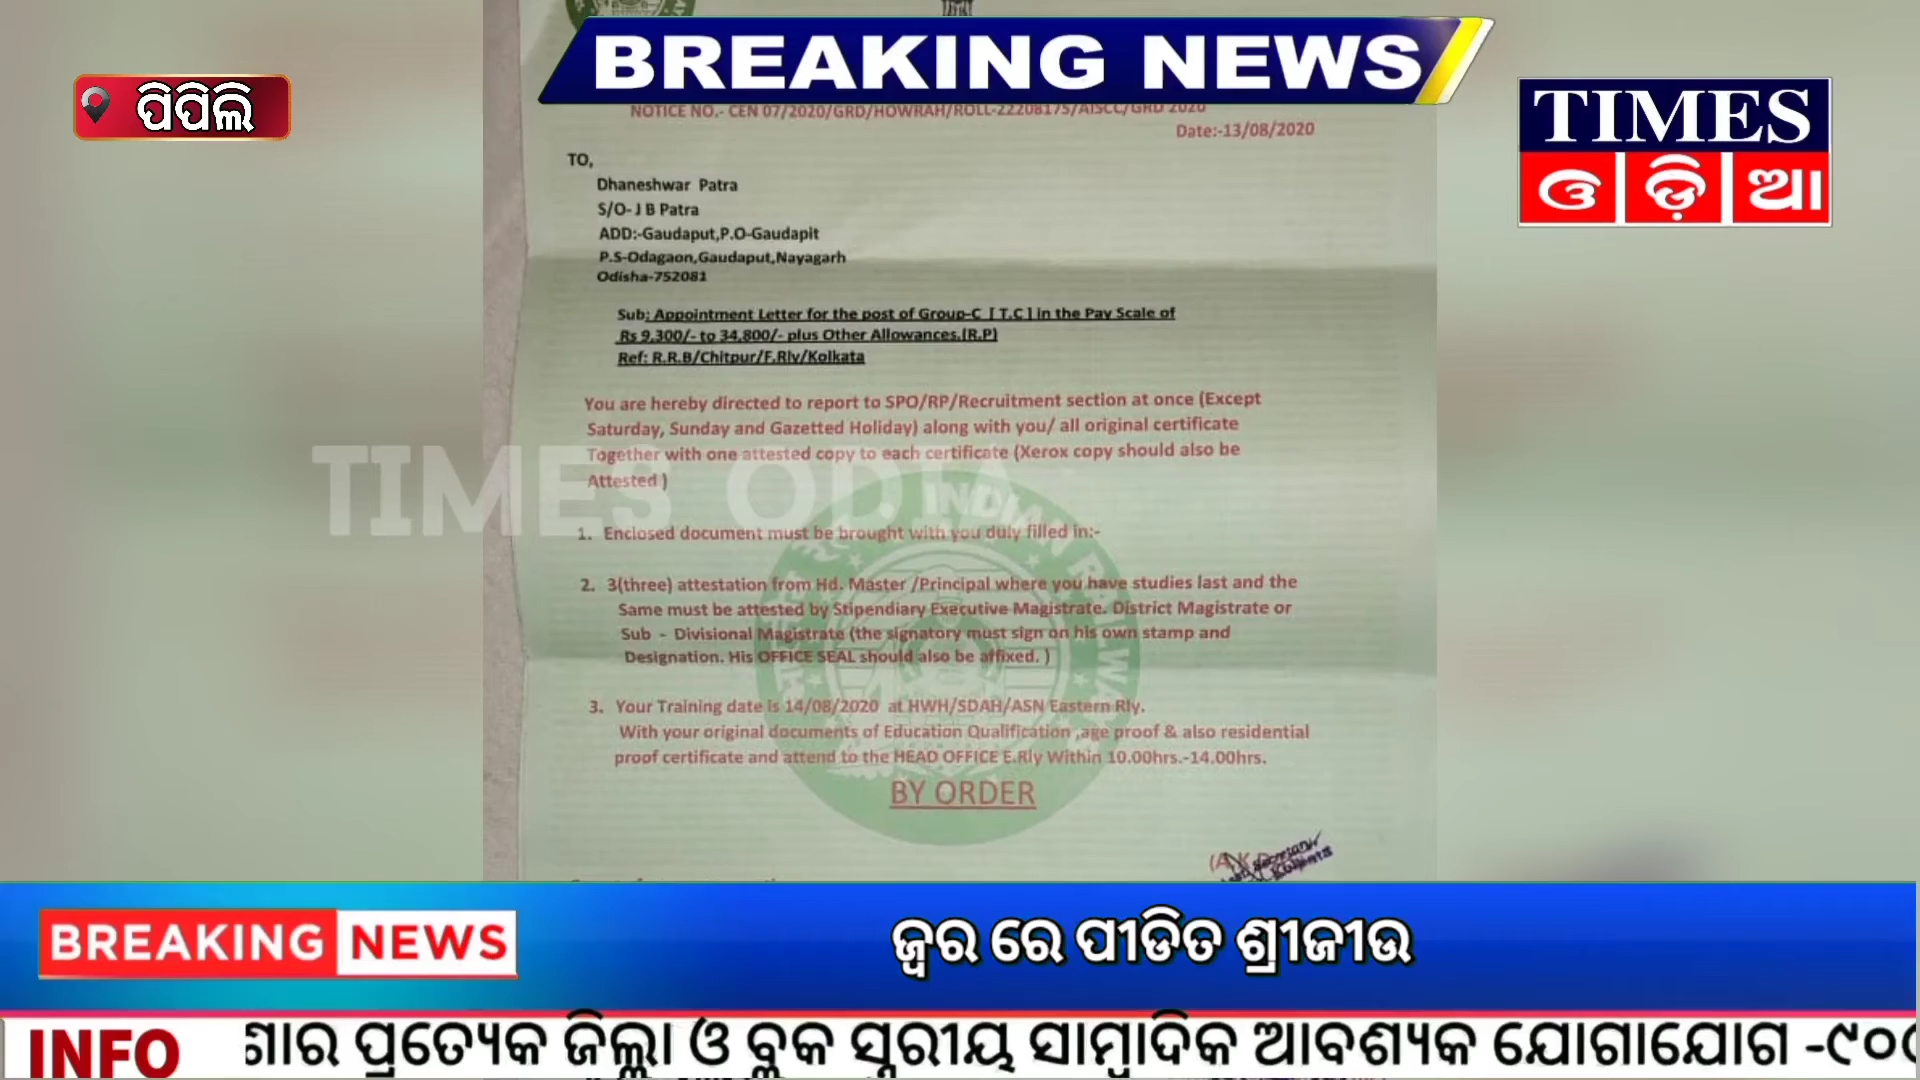 BREAKING NEWS
ପିପିଲି
TIMES
ଓଡ଼ିଆ
NOTICE NO,- CEN 07/2020/GRD/HOWRAH/ROLL-22208175/AISCC/GRD 2020
Date:-13/08/2020
TO,
Dhaneshwar Patra
S/O- J B Patra
ADD:-Gaudaput,P.O-Gaudapit
P.S-Odagaon,Gaudaput,Nayagarh
Odisha-752081
Sub; Appointment Letter for the post of Group-C [ T.C ] in the Pay Scale of
Rs 9,300/- to 34,800/- plus Other Allowances.(R.P)
Ref: R.R.B/Chitpur/F.Rly/Kolkata
You are hereby directed to report to SPO/RP/Recruitment section at once (Except
Saturday, Sunday and Gazetted Holiday) along with you/ all original certificate
Together with one attested copy to each certificate (Xerox copy should also be
Attested )
TIMES ODIA
INDIAN RAILWAY
1. Enclosed document must be brought with you duly filled in:-
2. 3(three) attestation from Hd. Master /Principal where you have studies last and the
Same must be attested by Stipendiary Executive Magistrate. District Magistrate or
Sub - Divisional Magistrate (the signatory must sign on his own stamp and
Designation. His OFFICE SEAL should also be affixed. )
3. Your Training date is 14/08/2020 at HWH/SDAH/ASN Eastern Rly.
With your original documents of Education Qualification ,age proof & also residential
proof certificate and attend to the HEAD OFFICE E.Rly Within 10.00hrs.-14.00hrs.
BY ORDER
BREAKING NEWS
ଜ୍ୱର ରେ ପୀଡିତ ଶ୍ରୀଜୀଉ
INFO
ଶାର ପ୍ରତ୍ୟେକ ଜିଲ୍ଲା ଓ ବ୍ଲକ ସ୍ତରୀୟ ସାମ୍ବାଦିକ ଆବଶ୍ୟକ ଯୋଗାଯୋଗ -୯୦